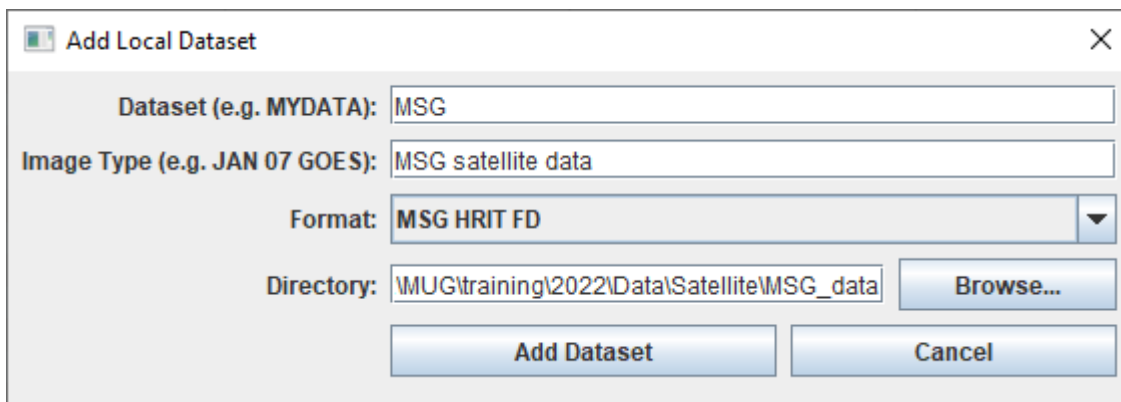 Add Local Dataset
Dataset (e.g. MYDATA): MSG
Image Type (e.g. JAN 07 GOES): MSG satellite data
Format: MSG HRIT FD
Directory: \MUG\training\2022\Data\Satellite\MSG_data Browse...
Add Dataset Cancel